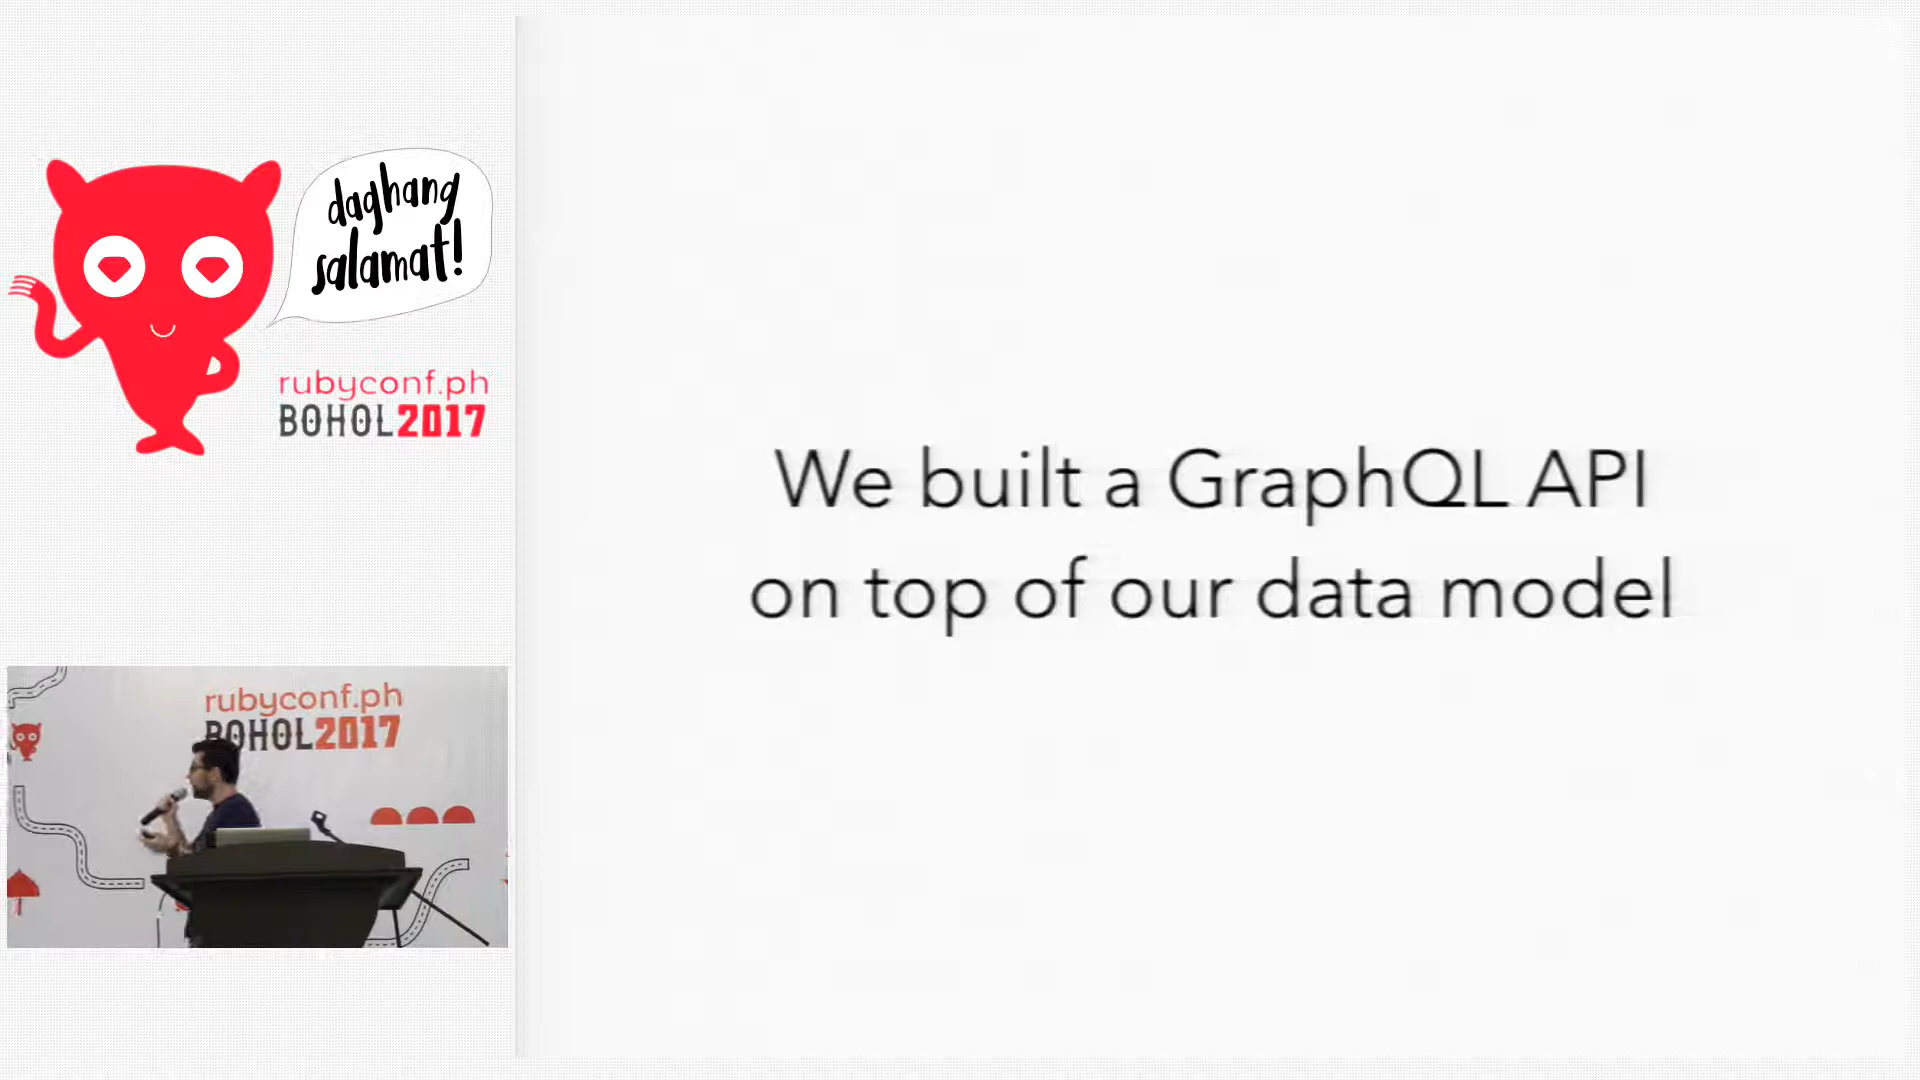 daghang
salamat!
rubyconf.ph
BOHOL2017
We built a GraphQL API
on top of our data model
rubyconf.ph
BOHOL2017